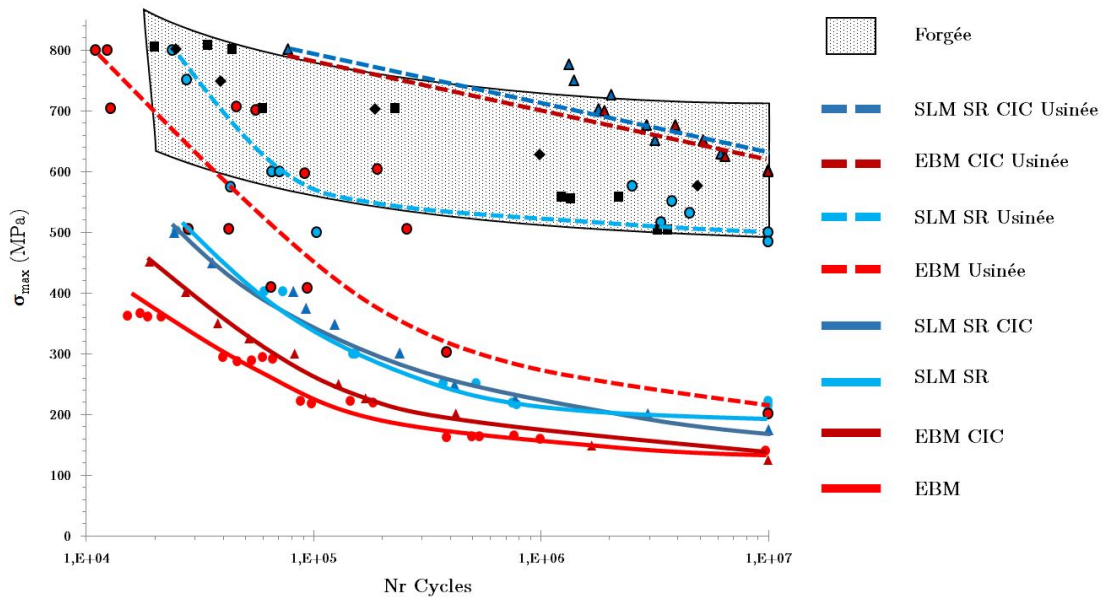 800
700
600
500
400
300
200
100
0
σmax (MPa)
1,E+04
1,E+05
1,E+06
1,E+07
Nr Cycles
Forgée
SLM SR CIC Usinée
EBM CIC Usinée
SLM SR Usinée
EBM Usinée
SLM SR CIC
SLM SR
EBM CIC
EBM